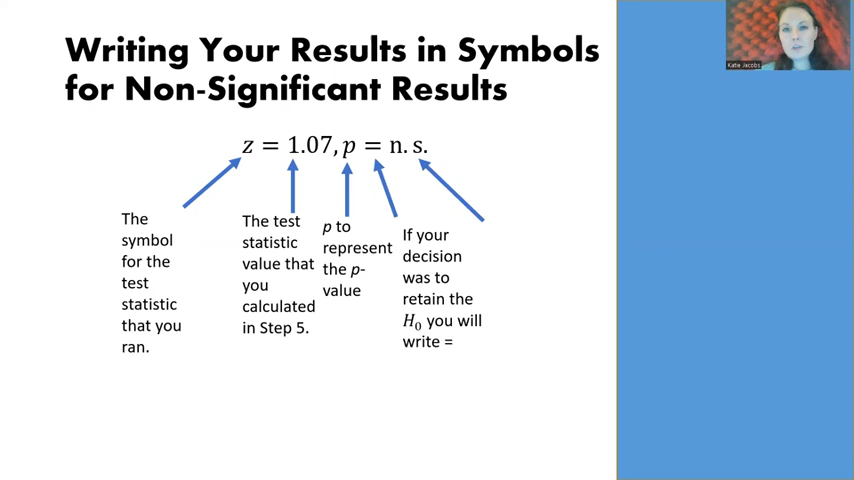 Writing Your Results in Symbols
for Non-Significant Results
z = 1.07, p = n. s.
The
symbol
for the
test
statistic
that you
ran.
The test
statistic
value that
you
calculated
in Step 5.
p to
represent
the p-
value
If your
decision
was to
retain the
H₀ you will
write =
Katie Jacobs